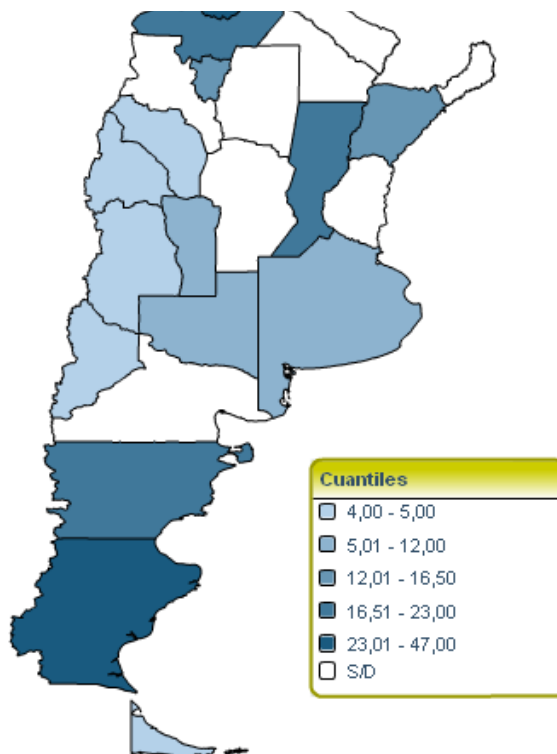 Cuantiles
4,00 - 5,00
5,01 - 12,00
12,01 - 16,50
16,51 - 23,00
23,01 - 47,00
S/D